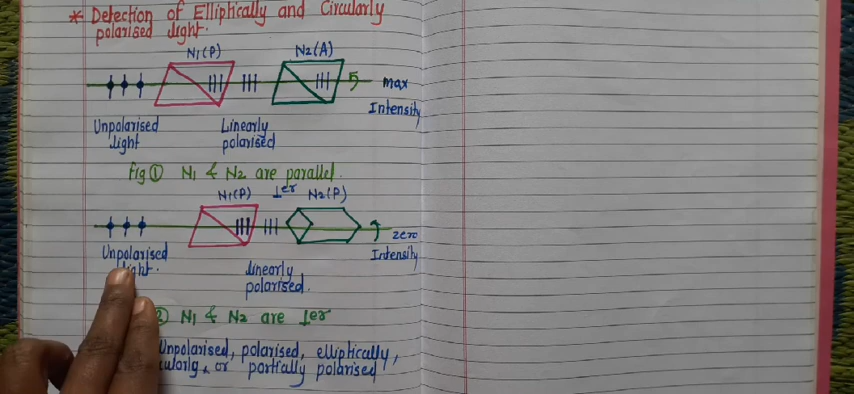 * Detection of Elliptically and Circularly
polarised light.
N1(P) N2(A)
max
Intensity
Unpolarised
light
Linearly
polarised
fig ① N1 & N2 are parallel.
N1(P) ⊥er N2(P)
zero
Intensity
Unpolarised
light.
linearly
polarised.
② N1 & N2 are ⊥er
Unpolarised, polarised, elliptically,
or partially polarised